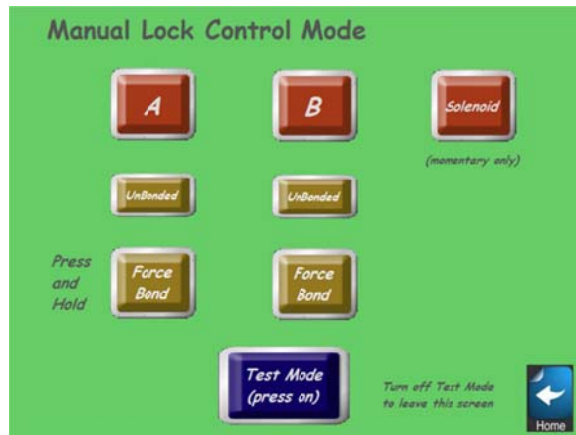 Manual Lock Control Mode
A
B
Solenoid
(momentary only)
UnBonded
UnBonded
Press
and
Hold
Force
Bond
Force
Bond
Test Mode
(press on)
Turn off Test Mode
to leave this screen
Home